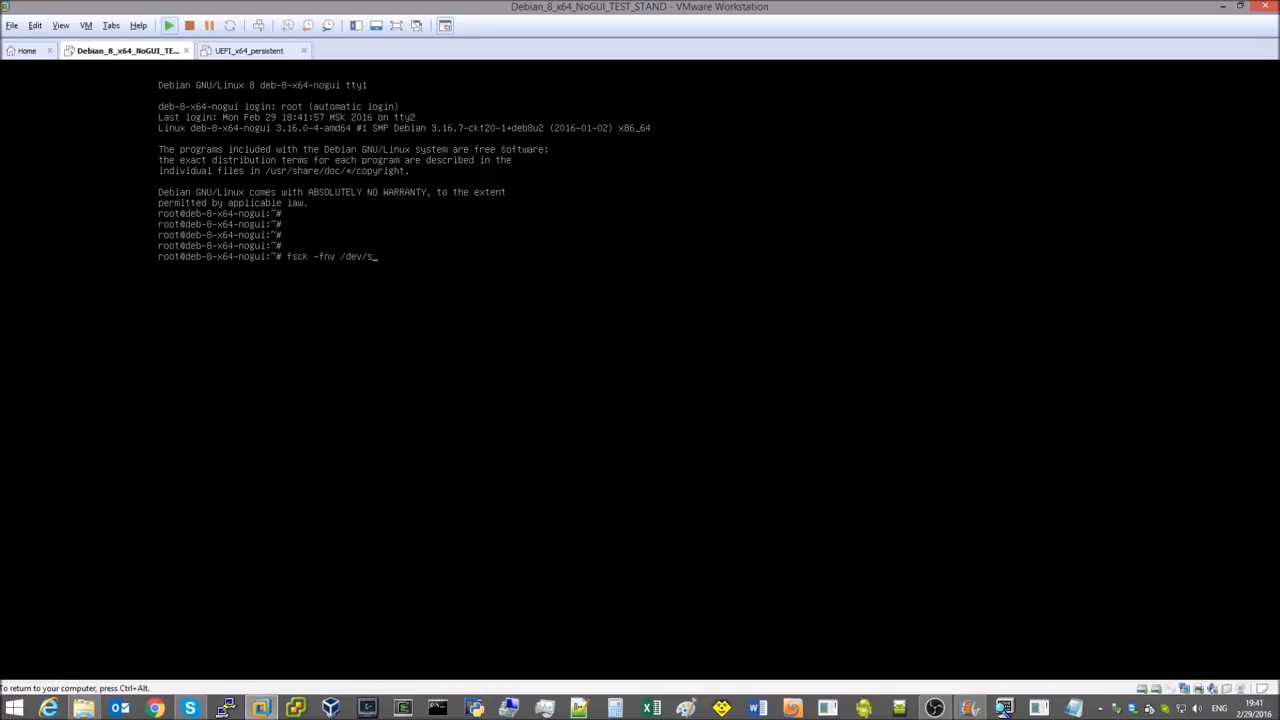 Debian_8_x64_NoGUI_TEST_STAND - VMware Workstation
File Edit View VM Tabs Help
Home Debian_8_x64_NoGUI_TE... UEFI_x64_persistent
Debian GNU/Linux 8 deb-8-x64-nogui tty1
deb-8-x64-nogui login: root (automatic login)
Last login: Mon Feb 29 18:41:57 MSK 2016 on tty2
Linux deb-8-x64-nogui 3.16.0-4-amd64 #1 SMP Debian 3.16.7-ckt20-1+deb8u2 (2016-01-02) x86_64
The programs included with the Debian GNU/Linux system are free software;
the exact distribution terms for each program are described in the
individual files in /usr/share/doc/*/copyright.
Debian GNU/Linux comes with ABSOLUTELY NO WARRANTY, to the extent
permitted by applicable law.
root@deb-8-x64-nogui:~#
root@deb-8-x64-nogui:~#
root@deb-8-x64-nogui:~#
root@deb-8-x64-nogui:~#
root@deb-8-x64-nogui:~# fsck -fnv /dev/s_
To return to your computer, press Ctrl+Alt.
ENG
19:41
2/29/2016